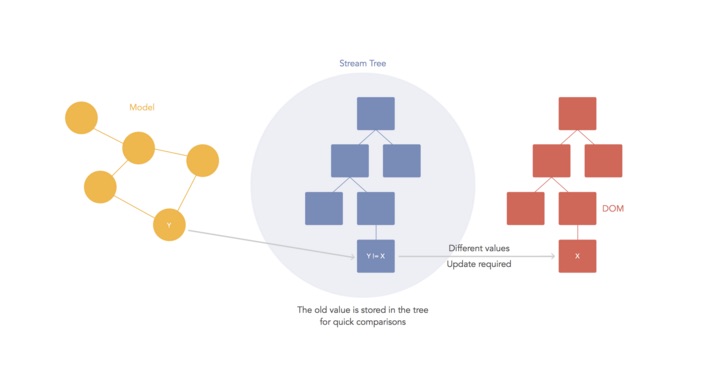 Stream Tree
Model
Y
DOM
Y != X
Different values
Update required
X
The old value is stored in the tree
for quick comparisons